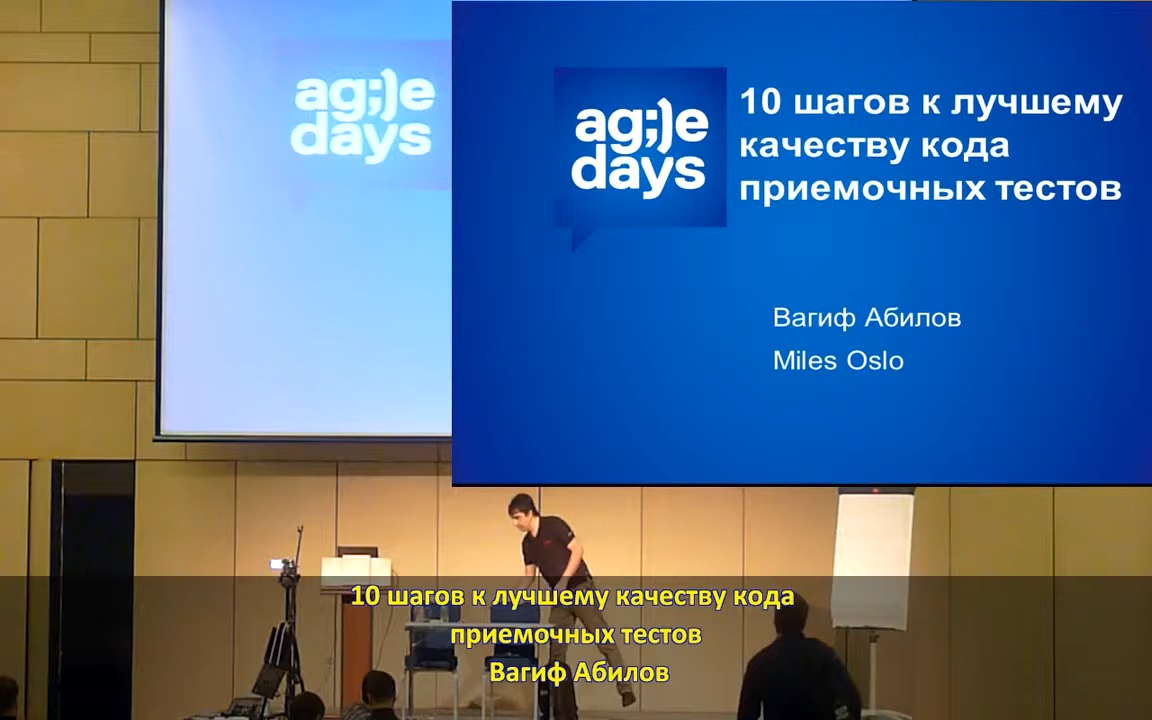 ag;)e
days
ag;)e
days
10 шагов к лучшему
качеству кода
приемочных тестов
Вагиф Абилов
Miles Oslo
10 шагов к лучшему качеству кода
приемочных тестов
Вагиф Абилов